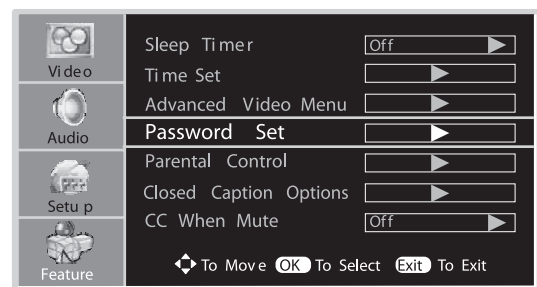 Video
Audio
Setup
Feature
Sleep Timer Off
Time Set
Advanced Video Menu
Password Set
Parental Control
Closed Caption Options
CC When Mute Off
To Move OK To Select Exit To Exit